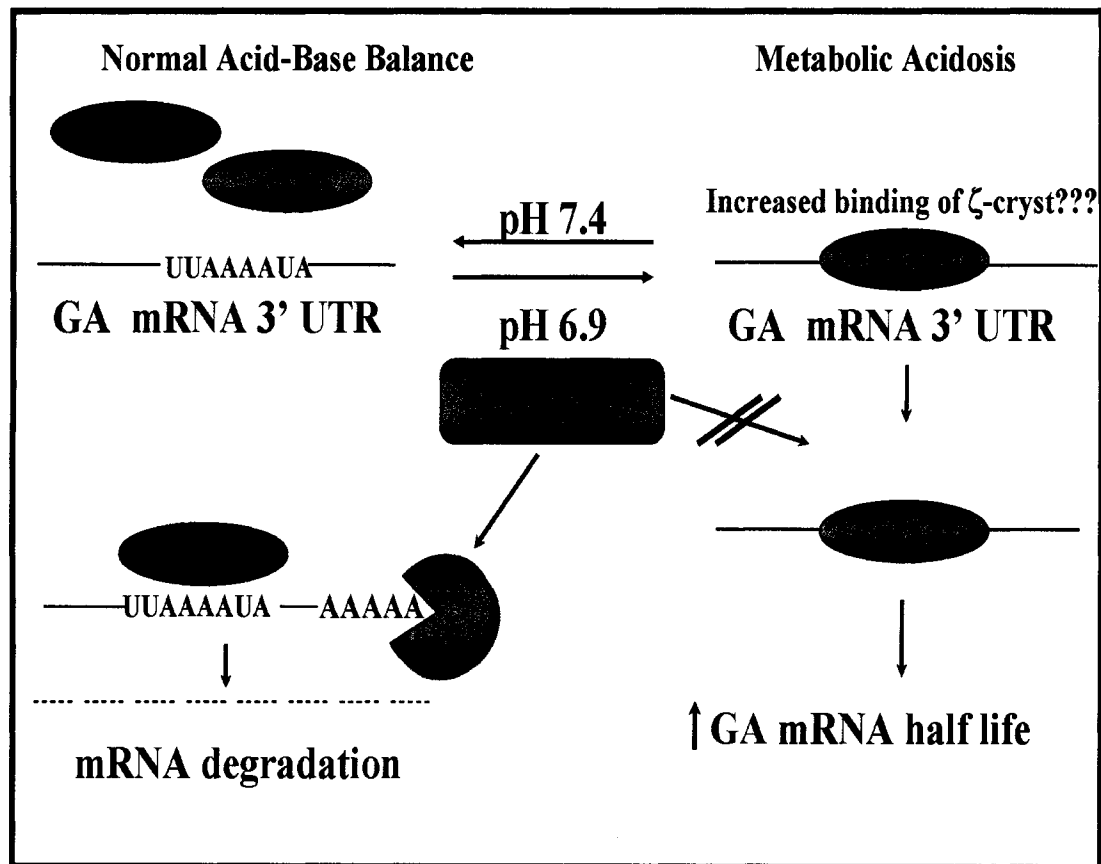 Normal Acid-Base Balance
Metabolic Acidosis
Increased binding of ζ-cryst???
pH 7.4
UUAAAAUA
GA mRNA 3’ UTR
pH 6.9
GA mRNA 3’ UTR
UUAAAAUA
AAAAA
mRNA degradation
GA mRNA half life